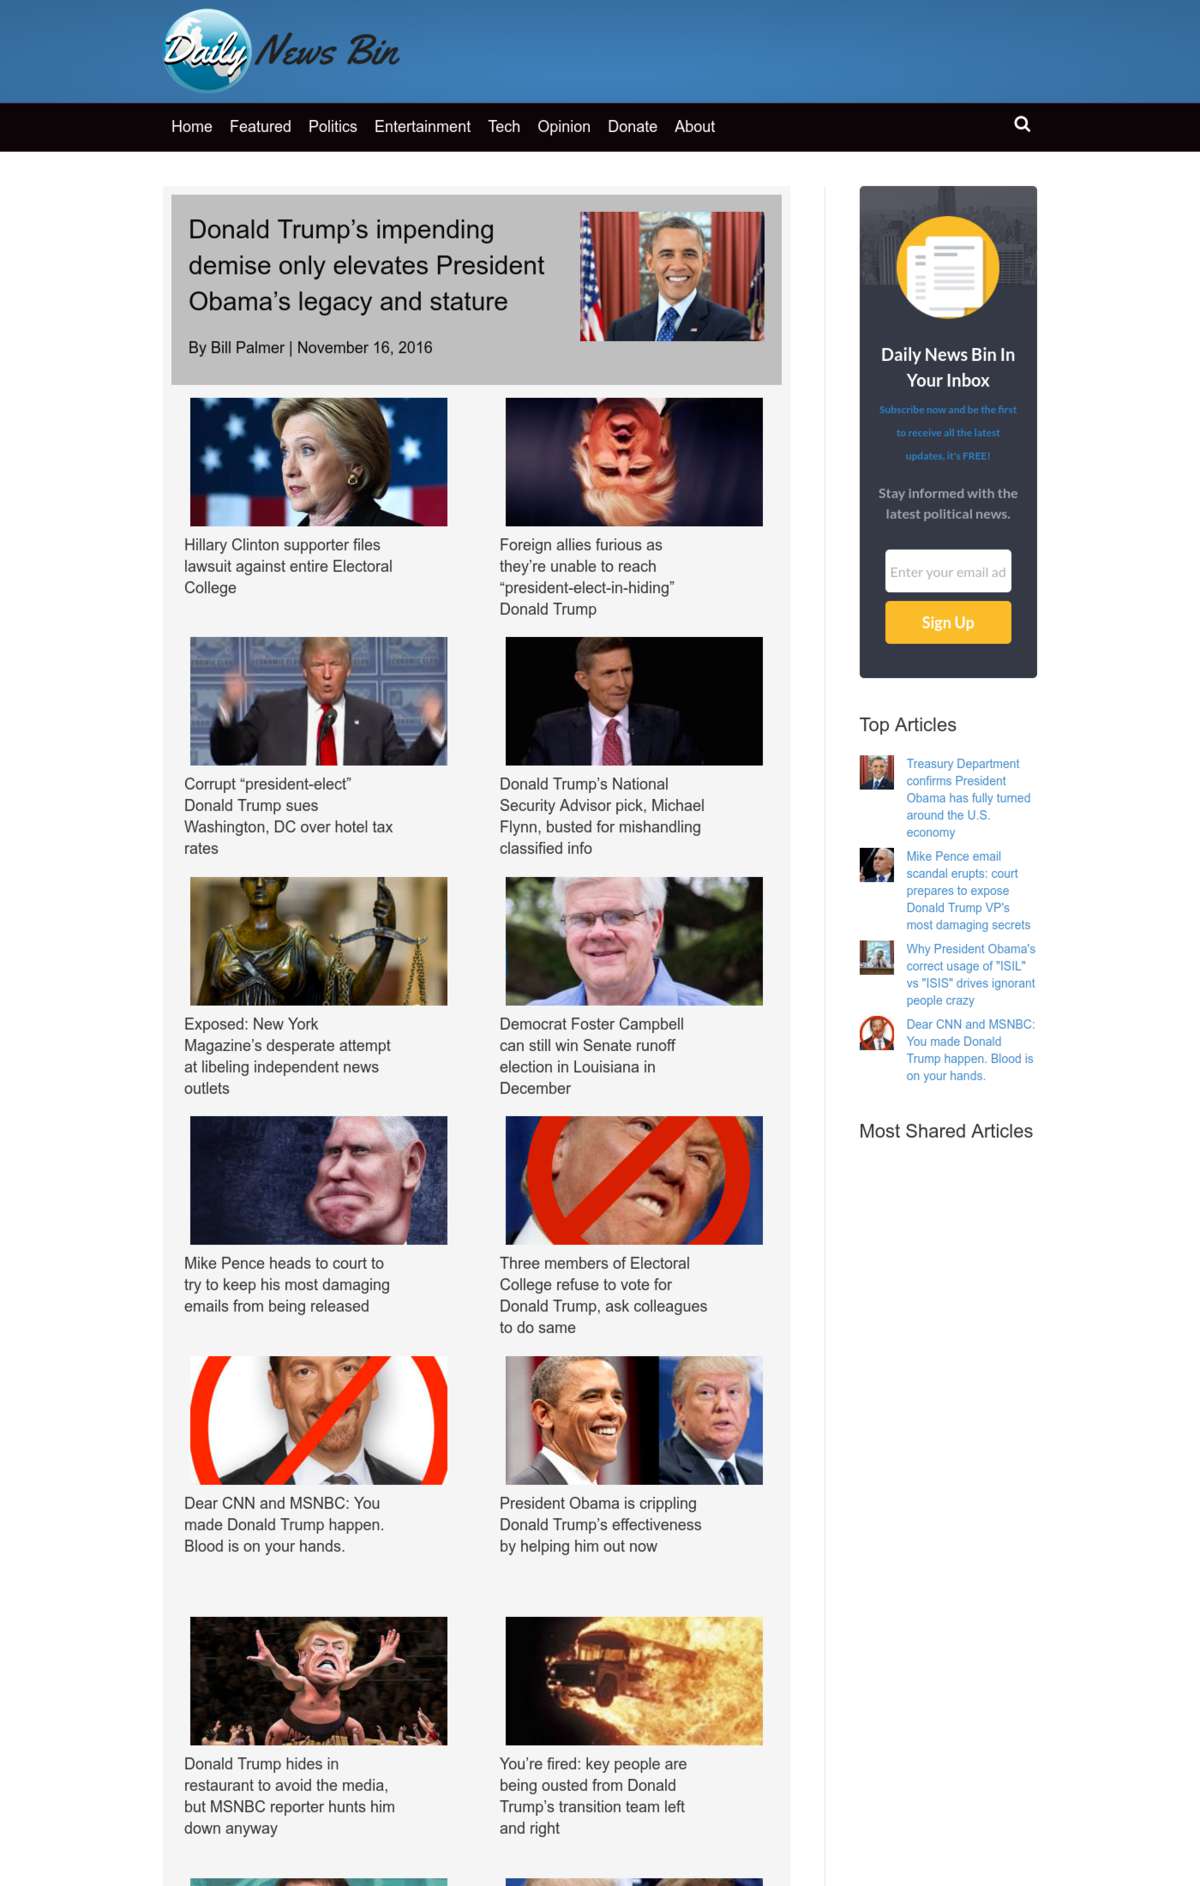 Daily News Bin
Home Featured Politics Entertainment Tech Opinion Donate About
Donald Trump’s impending
demise only elevates President
Obama’s legacy and stature
By Bill Palmer | November 16, 2016
Hillary Clinton supporter files
lawsuit against entire Electoral
College
Foreign allies furious as
they’re unable to reach
“president-elect-in-hiding”
Donald Trump
Corrupt “president-elect”
Donald Trump sues
Washington, DC over hotel tax
rates
Donald Trump’s National
Security Advisor pick, Michael
Flynn, busted for mishandling
classified info
Exposed: New York
Magazine’s desperate attempt
at libeling independent news
outlets
Democrat Foster Campbell
can still win Senate runoff
election in Louisiana in
December
Mike Pence heads to court to
try to keep his most damaging
emails from being released
Three members of Electoral
College refuse to vote for
Donald Trump, ask colleagues
to do same
Dear CNN and MSNBC: You
made Donald Trump happen.
Blood is on your hands.
President Obama is crippling
Donald Trump’s effectiveness
by helping him out now
Donald Trump hides in
restaurant to avoid the media,
but MSNBC reporter hunts him
down anyway
You’re fired: key people are
being ousted from Donald
Trump’s transition team left
and right
Daily News Bin In
Your Inbox
Subscribe now and be the first
to receive all the latest
updates, it's FREE!
Stay informed with the
latest political news.
Enter your email ad
Sign Up
Top Articles
Treasury Department
confirms President
Obama has fully turned
around the U.S.
economy
Mike Pence email
scandal erupts: court
prepares to expose
Donald Trump VP's
most damaging secrets
Why President Obama's
correct usage of "ISIL"
vs "ISIS" drives ignorant
people crazy
Dear CNN and MSNBC:
You made Donald
Trump happen. Blood is
on your hands.
Most Shared Articles